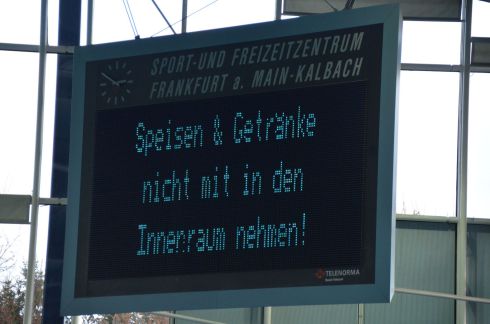 SPORT-UND FREIZEITZENTRUM
FRANKFURT a. MAIN-KALBACH
Speisen & Getränke
nicht mit in den
Innenraum nehmen!
TELENORMA